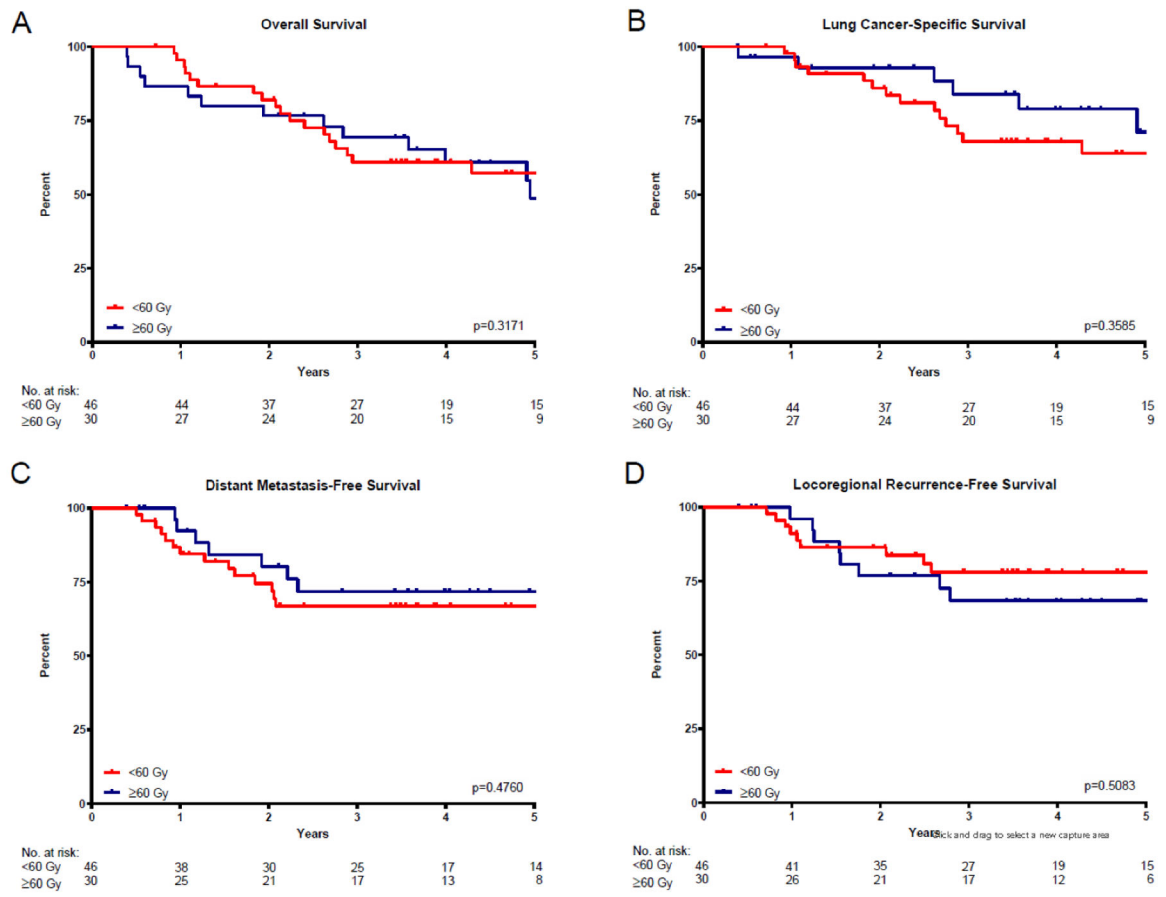 A
Overall Survival
100
75
50
25
0
Percent
<60 Gy
≥60 Gy
p=0.3171
0 1 2 3 4 5
Years
No. at risk:
<60 Gy 46 44 37 27 19 15
≥60 Gy 30 27 24 20 15 9
B
Lung Cancer-Specific Survival
100
75
50
25
0
Percent
<60 Gy
≥60 Gy
p=0.3585
0 1 2 3 4 5
Years
No. at risk:
<60 Gy 46 44 37 27 19 15
≥60 Gy 30 27 24 20 15 9
C
Distant Metastasis-Free Survival
100
75
50
25
0
Percent
<60 Gy
≥60 Gy
p=0.4760
0 1 2 3 4 5
Years
No. at risk:
<60 Gy 46 38 30 25 17 14
≥60 Gy 30 25 21 17 13 8
D
Locoregional Recurrence-Free Survival
100
75
50
25
0
Percent
<60 Gy
≥60 Gy
p=0.5083
0 1 2 3 4 5
Years
and drag to select a new capture area
No. at risk:
<60 Gy 46 41 35 27 19 15
≥60 Gy 30 26 21 17 12 6